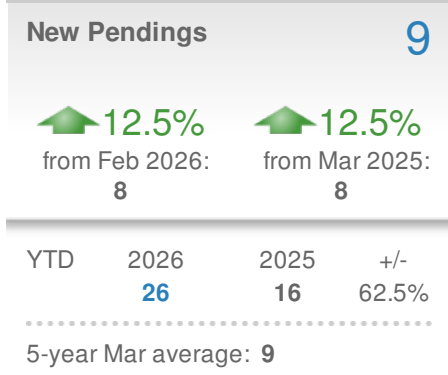 New Pendings 9
12.5% 12.5%
from Feb 2026: from Mar 2025:
8 8
YTD 2026 2025 +/-
26 16 62.5%
5-year Mar average: 9